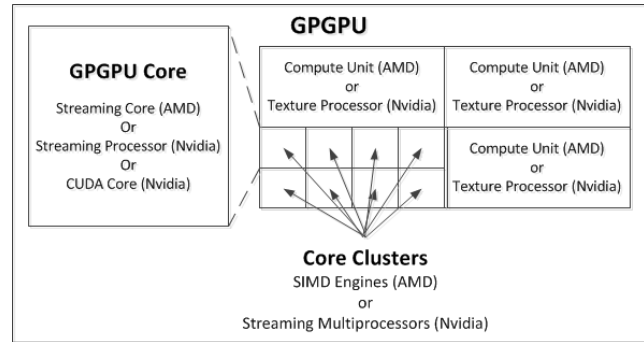 GPGPU
GPGPU Core
Streaming Core (AMD)
Or
Streaming Processor (Nvidia)
Or
CUDA Core (Nvidia)
Compute Unit (AMD)
or
Texture Processor (Nvidia)
Compute Unit (AMD)
or
Texture Processor (Nvidia)
Compute Unit (AMD)
or
Texture Processor (Nvidia)
Core Clusters
SIMD Engines (AMD)
or
Streaming Multiprocessors (Nvidia)